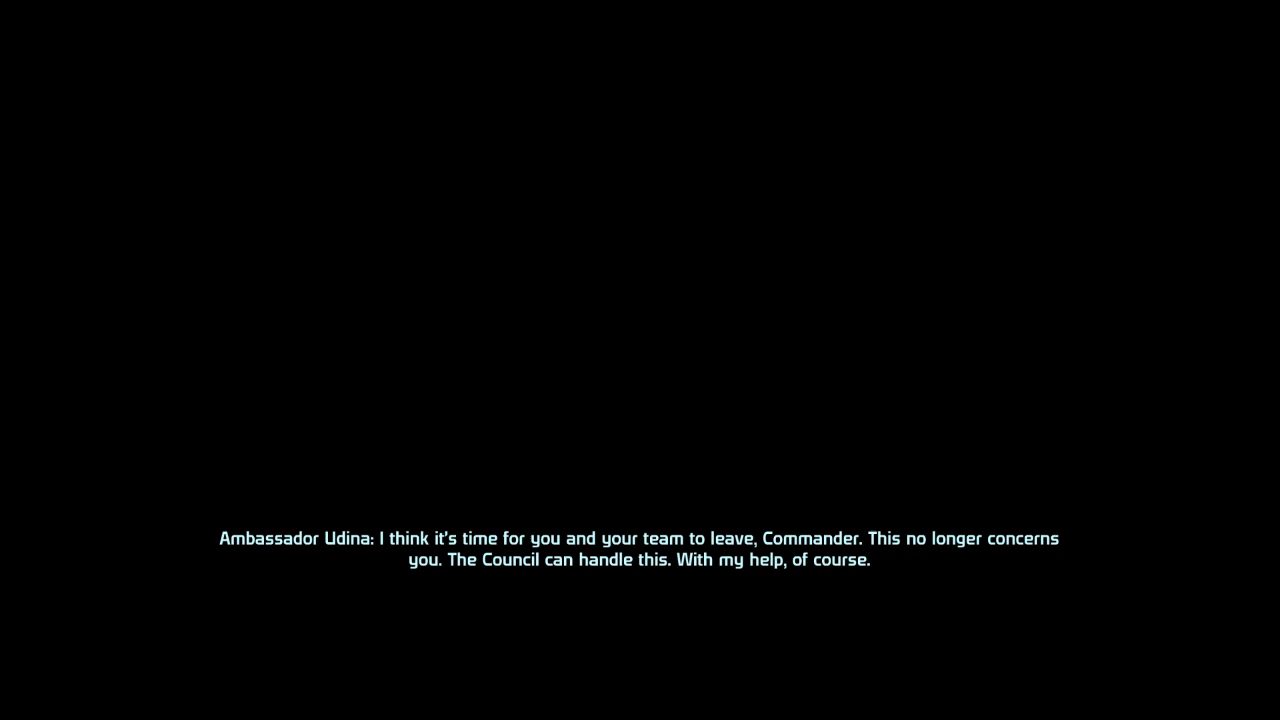 Ambassador Udina: I think it's time for you and your team to leave, Commander. This no longer concerns
you. The Council can handle this. With my help, of course.